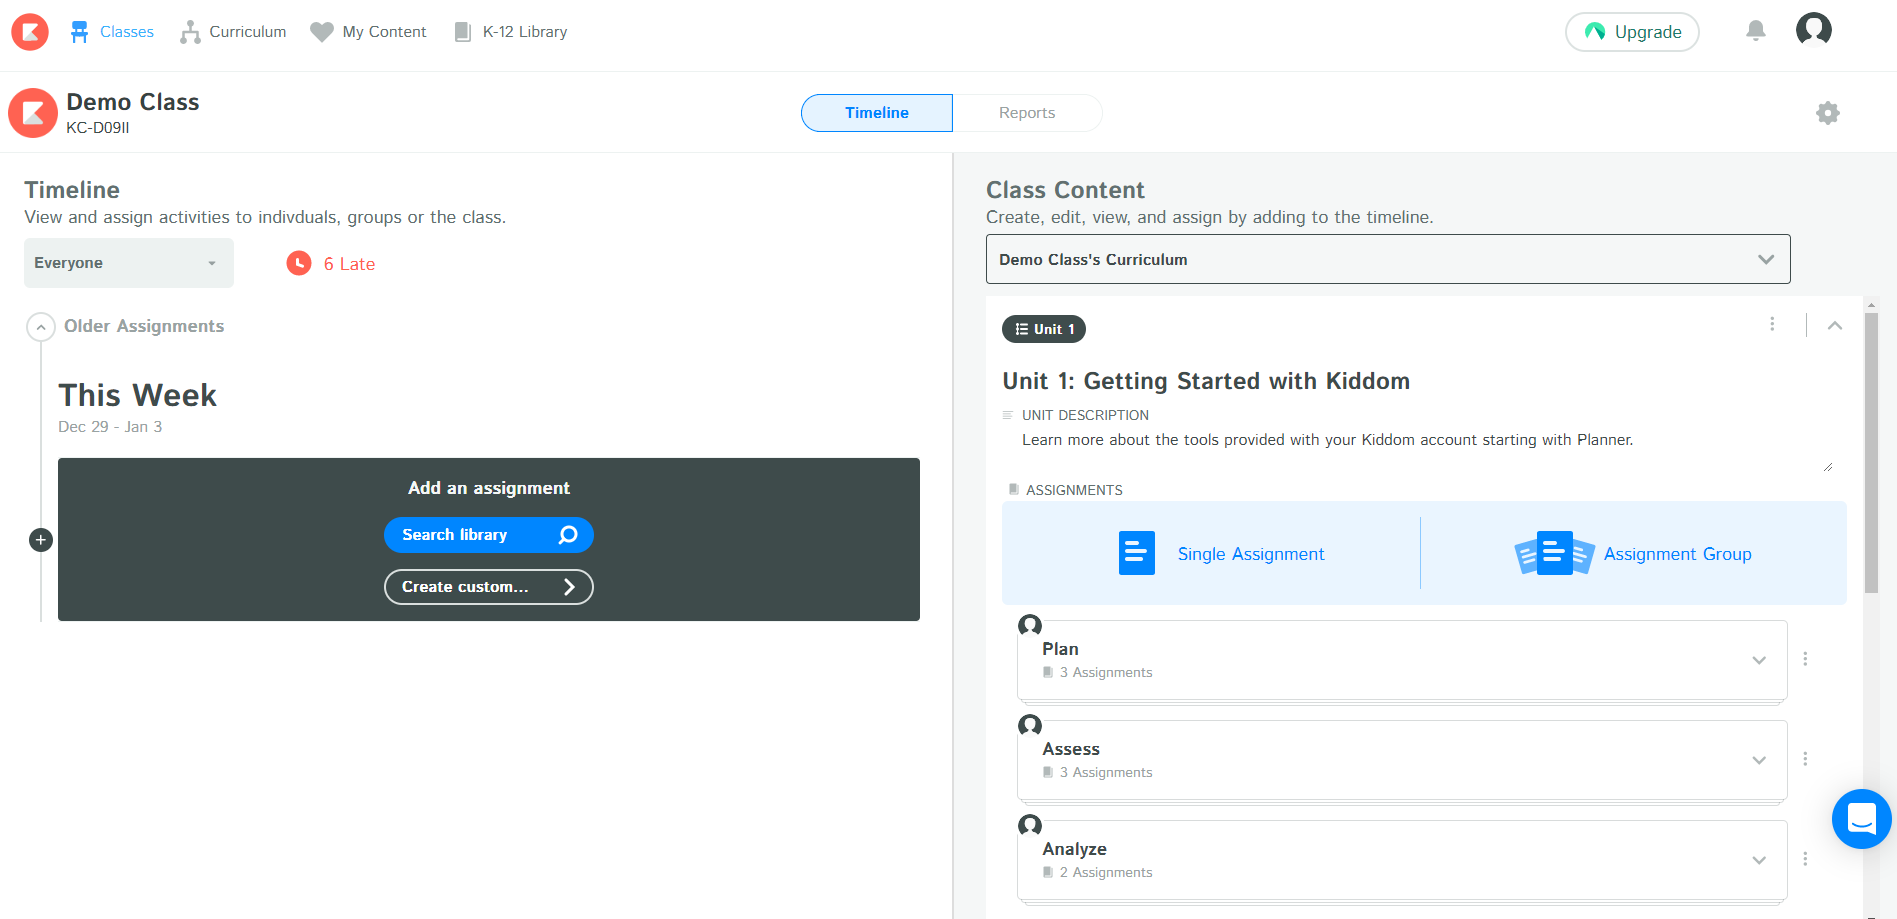 Classes
Curriculum
My Content
K-12 Library
Upgrade
Demo Class
KC-D09II
Timeline
Reports
Timeline
View and assign activities to indivduals, groups or the class.
Everyone
6 Late
Older Assignments
This Week
Dec 29 - Jan 3
Add an assignment
Search library
Create custom...
Class Content
Create, edit, view, and assign by adding to the timeline.
Demo Class's Curriculum
Unit 1
Unit 1: Getting Started with Kiddom
UNIT DESCRIPTION
Learn more about the tools provided with your Kiddom account starting with Planner.
ASSIGNMENTS
Single Assignment
Assignment Group
Plan
3 Assignments
Assess
3 Assignments
Analyze
2 Assignments